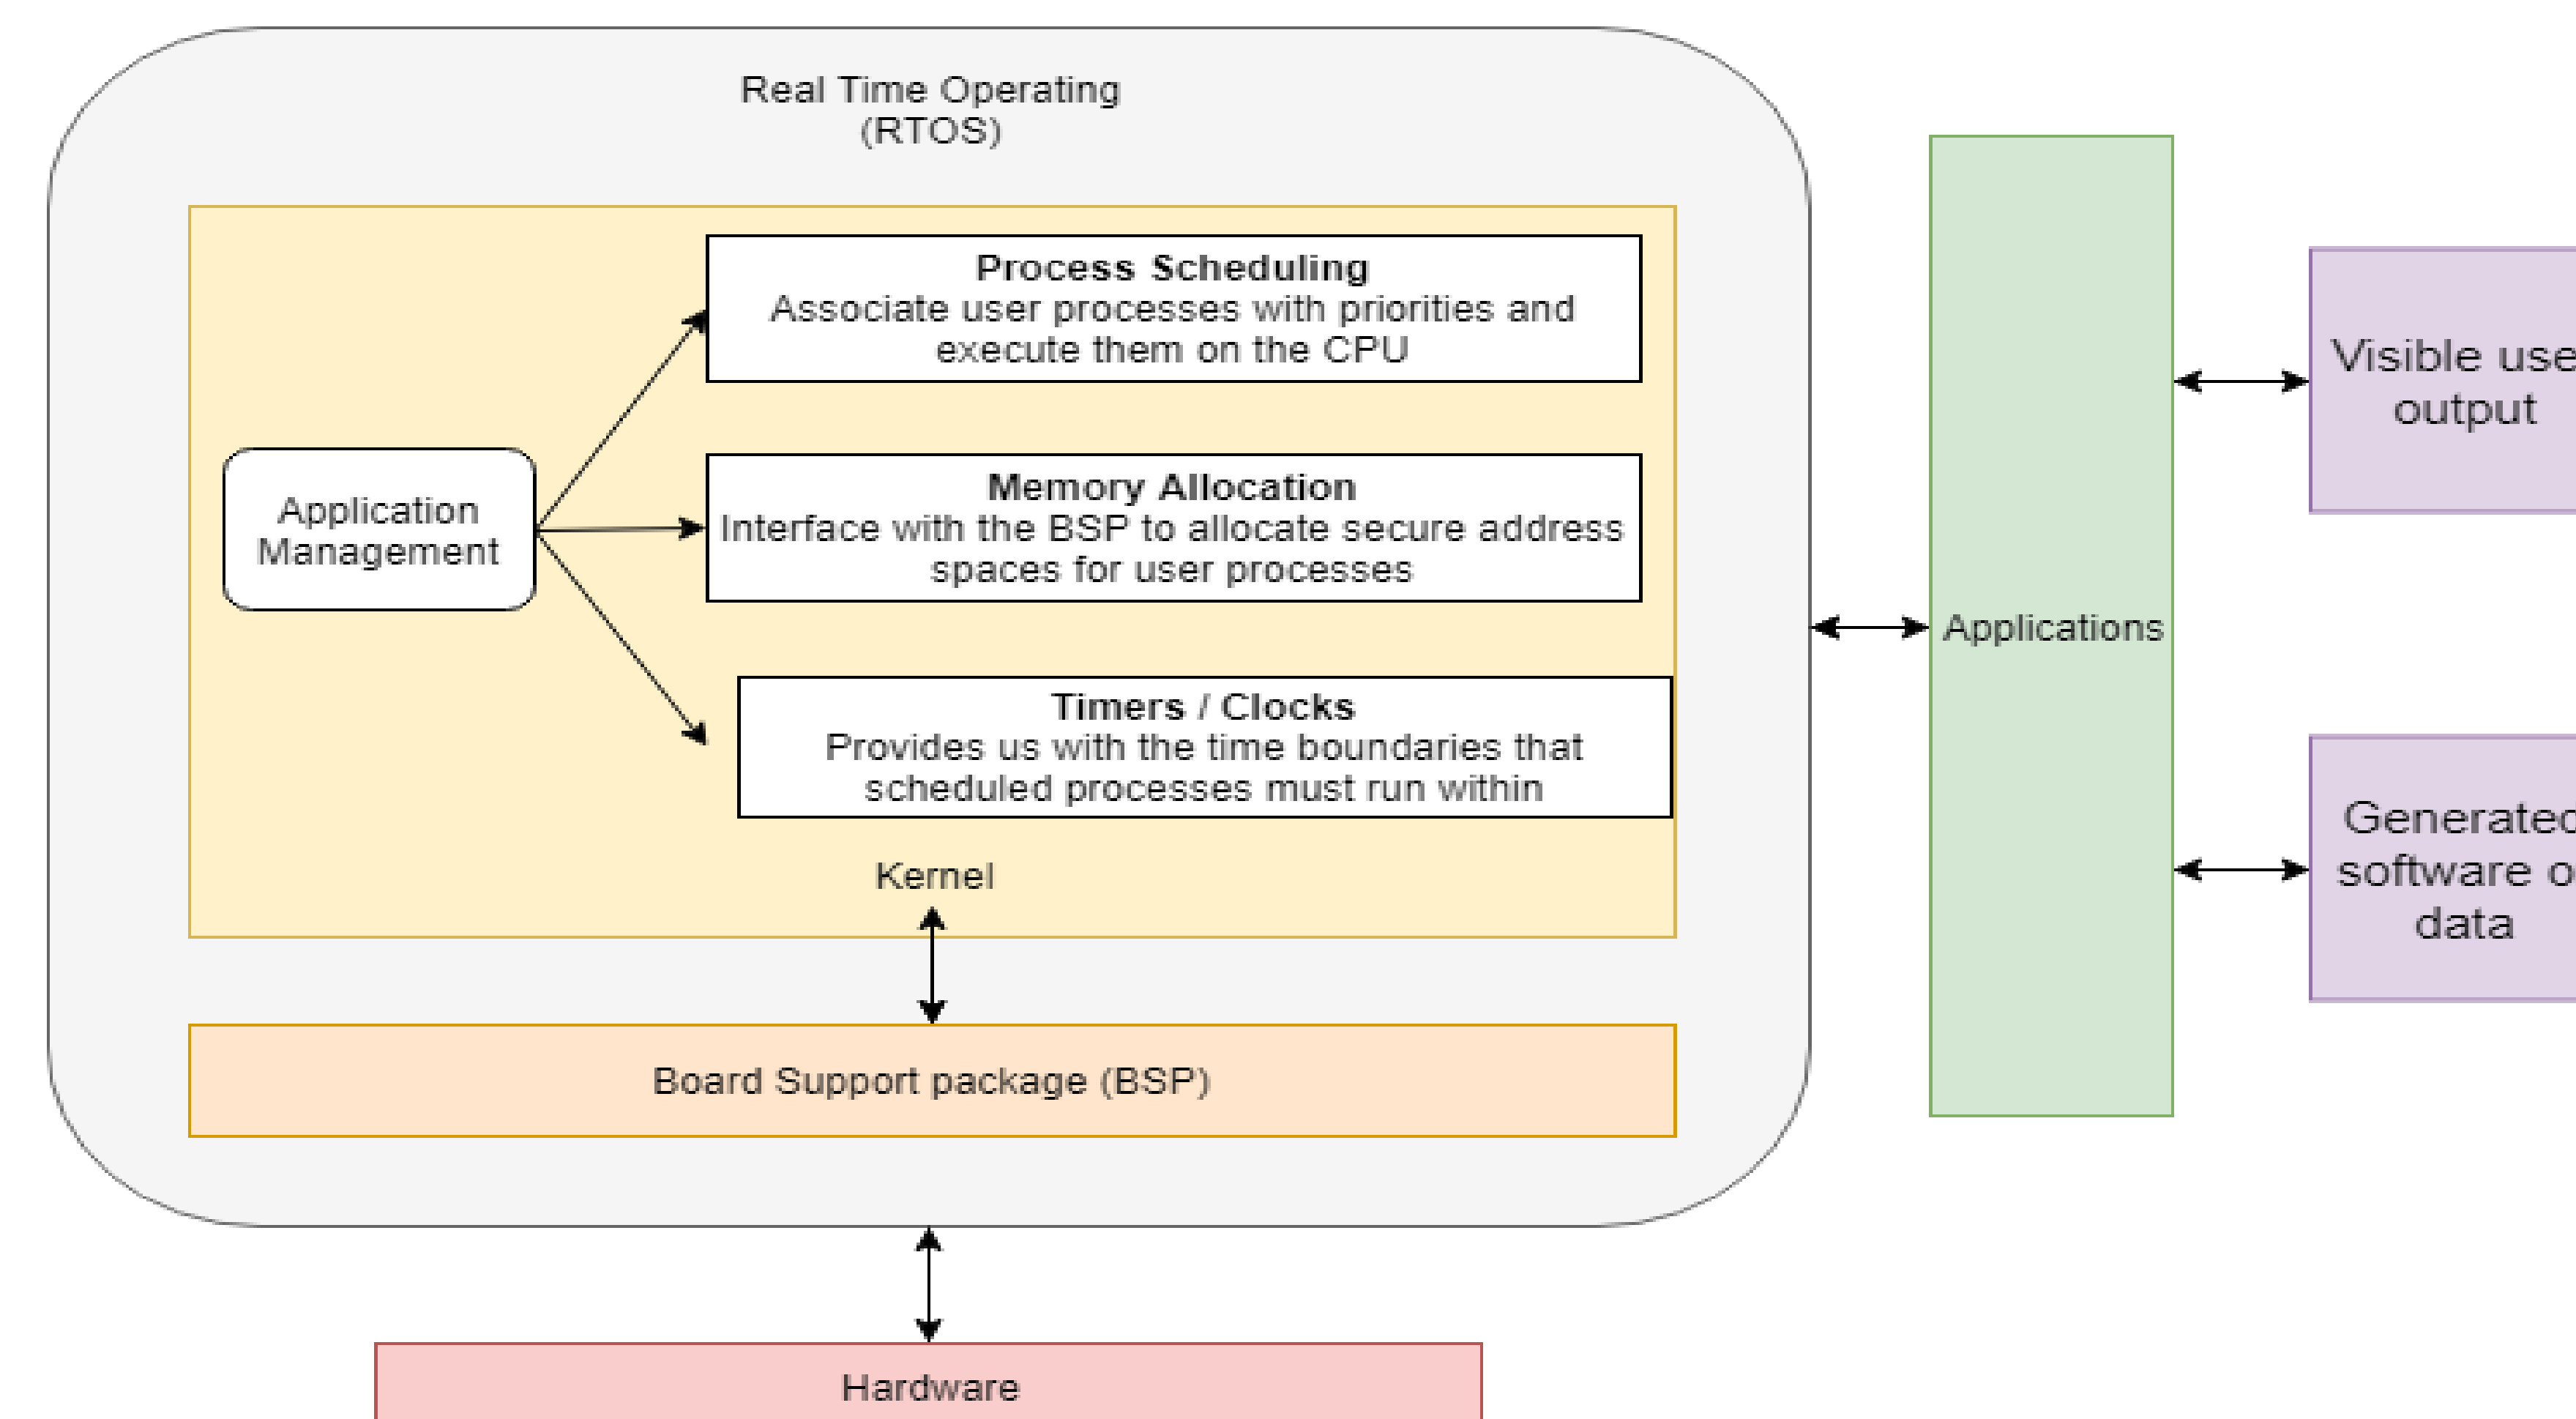 Real Time Operating
(RTOS)
Process Scheduling
Associate user processes with priorities and
execute them on the CPU
Memory Allocation
Interface with the BSP to allocate secure address
spaces for user processes
Application
Management
Timers / Clocks
Provides us with the time boundaries that
scheduled processes must run within
Kernel
Board Support package (BSP)
Hardware
Applications
Visible
output
software
data